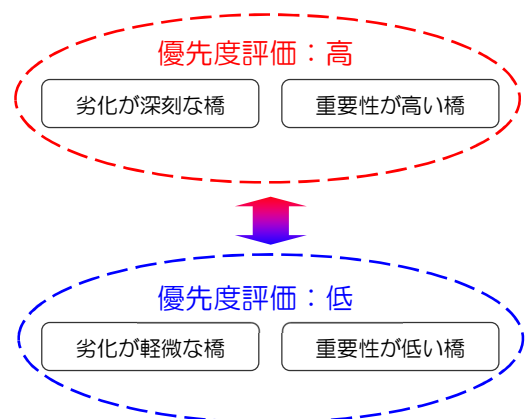 優先度評価：高
劣化が深刻な橋
重要性が高い橋
優先度評価：低
劣化が軽微な橋
重要性が低い橋